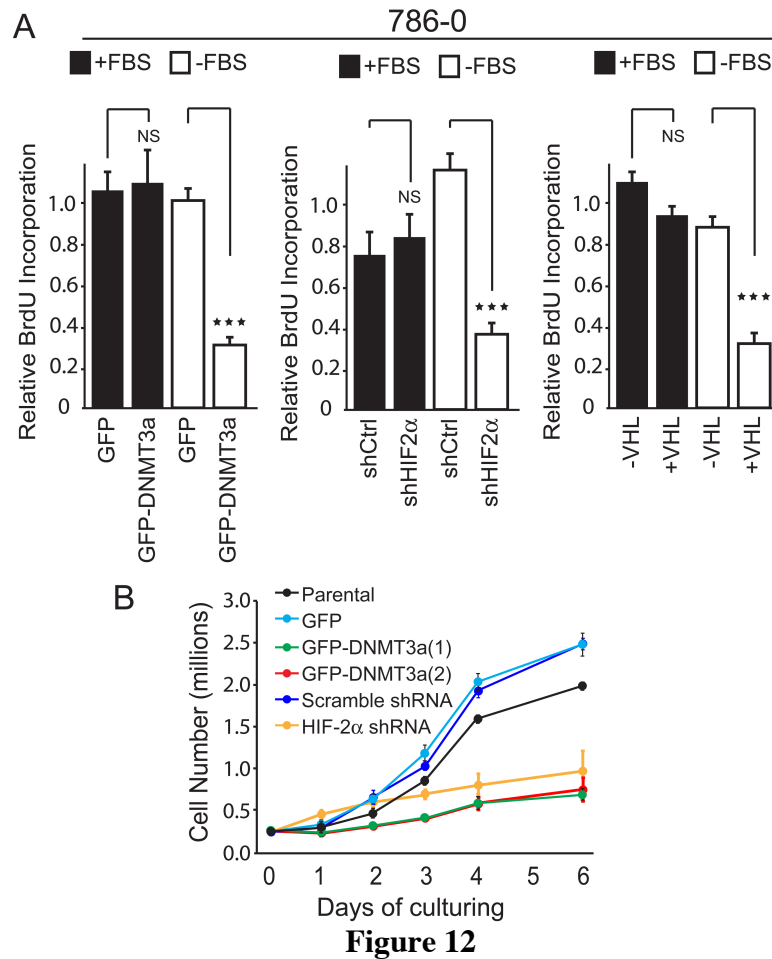 786-0
A
+FBS -FBS
NS
★★★
Relative BrdU Incorporation
1.0
0.8
0.6
0.4
0.2
0
GFP
GFP-DNMT3a
GFP
GFP-DNMT3a
+FBS -FBS
NS
★★★
Relative BrdU Incorporation
1.0
0.8
0.6
0.4
0.2
0
shCtrl
shHIF2α
shCtrl
shHIF2α
+FBS -FBS
NS
★★★
Relative BrdU Incorporation
1.0
0.8
0.6
0.4
0.2
0
-VHL
+VHL
-VHL
+VHL
B
Parental
GFP
GFP-DNMT3a(1)
GFP-DNMT3a(2)
Scramble shRNA
HIF-2α shRNA
Cell Number (millions)
3.0
2.5
2.0
1.5
1.0
0.5
0.0
0 1 2 3 4 5 6
Days of culturing
Figure 12